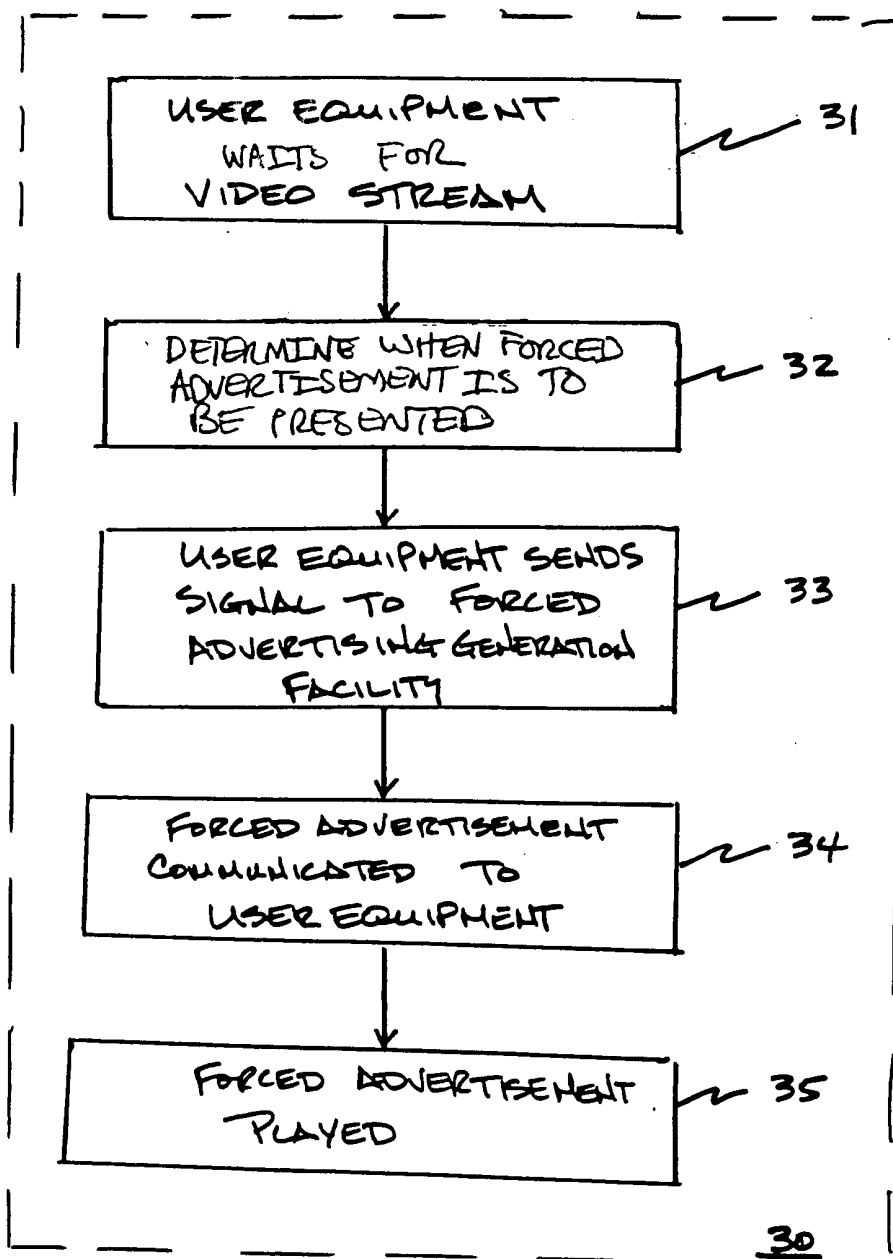 USER EQUIPMENT
WAITS FOR
VIDEO STREAM
31
DETERMINE WHEN FORCED
ADVERTISEMENT IS TO
BE PRESENTED
32
USER EQUIPMENT SENDS
SIGNAL TO FORCED
ADVERTISING GENERATION
FACILITY
33
FORCED ADVERTISEMENT
COMMUNICATED TO
USER EQUIPMENT
34
FORCED ADVERTISEMENT
PLAYED
35
30